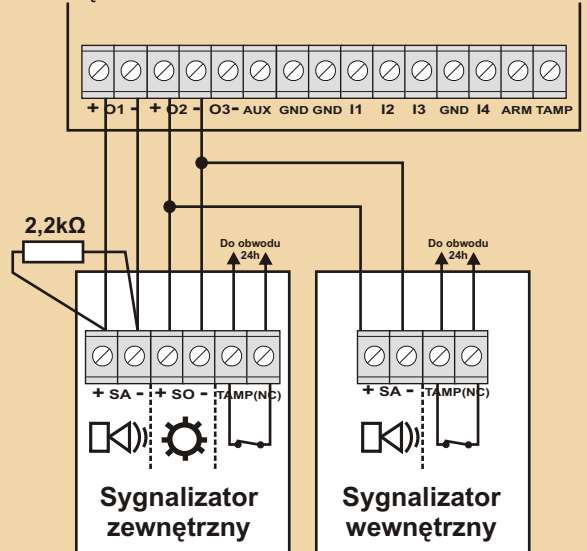 + O1 - + O2 - O3- AUX GND GND I1 I2 I3 GND I4 ARM TAMP
2,2kΩ
Do obwodu
24h
Do obwodu
24h
+ SA - + SO - TAMP(NC)
+ SA - TAMP(NC)
Sygnalizator
zewnętrzny
Sygnalizator
wewnętrzny